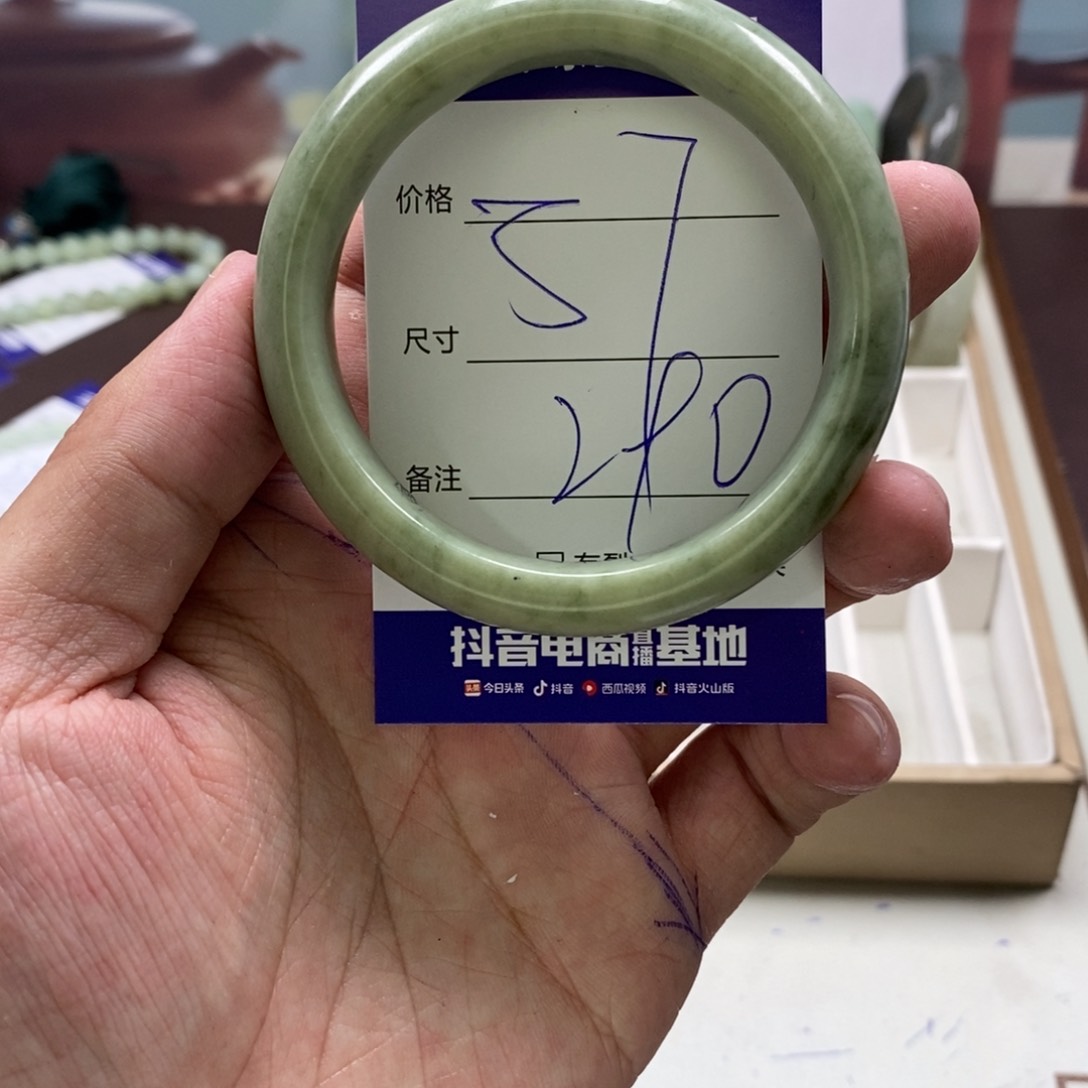 价格
57
尺寸
280
备注
抖音电商直播基地
今日头条 抖音 西瓜视频 抖音火山版